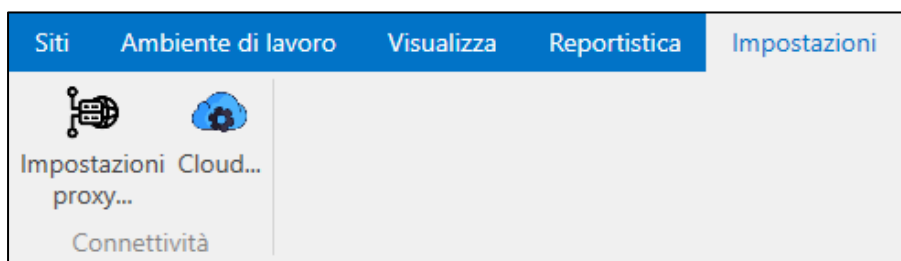 Siti Ambiente di lavoro Visualizza Reportistica Impostazioni
Impostazioni proxy...
Cloud...
Connettività